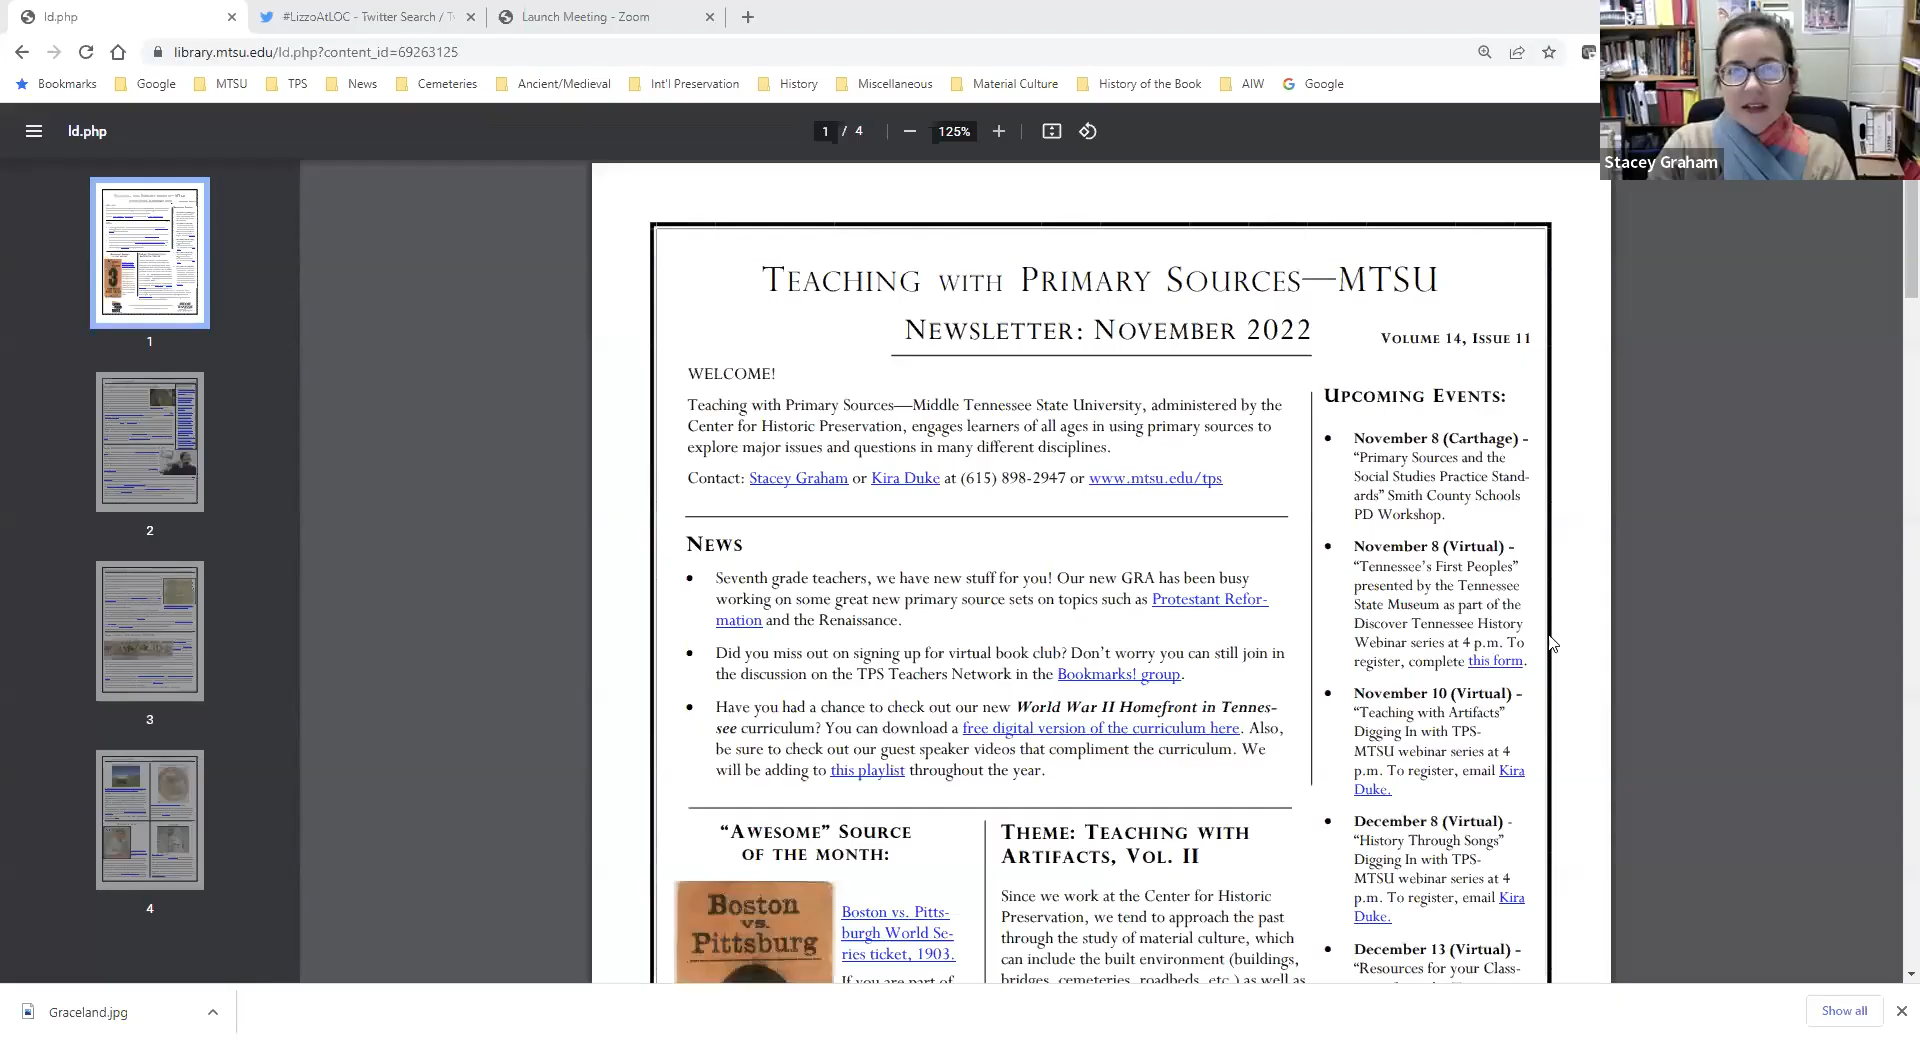 ld.php
#LizzoAtLOC - Twitter Search / T
Launch Meeting - Zoom
library.mtsu.edu/ld.php?content_id=69263125
Bookmarks Google MTSU TPS News Cemeteries Ancient/Medieval Int'l Preservation History Miscellaneous Material Culture History of the Book AIW Google
ld.php
1 / 4
125%
Stacey Graham
1
2
3
4
TEACHING WITH PRIMARY SOURCES—MTSU
NEWSLETTER: NOVEMBER 2022
VOLUME 14, ISSUE 11
WELCOME!
Teaching with Primary Sources—Middle Tennessee State University, administered by the
Center for Historic Preservation, engages learners of all ages in using primary sources to
explore major issues and questions in many different disciplines.
Contact: Stacey Graham or Kira Duke at (615) 898-2947 or www.mtsu.edu/tps
NEWS
• Seventh grade teachers, we have new stuff for you! Our new GRA has been busy
working on some great new primary source sets on topics such as Protestant Refor-
mation and the Renaissance.
• Did you miss out on signing up for virtual book club? Don't worry you can still join in
the discussion on the TPS Teachers Network in the Bookmarks! group.
• Have you had a chance to check out our new World War II Homefront in Tennes-
see curriculum? You can download a free digital version of the curriculum here. Also,
be sure to check out our guest speaker videos that compliment the curriculum. We
will be adding to this playlist throughout the year.
"AWESOME" SOURCE
OF THE MONTH:
Boston
vs.
Pittsburg
Boston vs. Pitts-
burgh World Se-
ries ticket, 1903.
If you are part of
THEME: TEACHING WITH
ARTIFACTS, VOL. II
Since we work at the Center for Historic
Preservation, we tend to approach the past
through the study of material culture, which
can include the built environment (buildings,
bridges, cemeteries, roadbeds, etc.) as well as
UPCOMING EVENTS:
• November 8 (Carthage) -
"Primary Sources and the
Social Studies Practice Stand-
ards" Smith County Schools
PD Workshop.
• November 8 (Virtual) -
"Tennessee's First Peoples"
presented by the Tennessee
State Museum as part of the
Discover Tennessee History
Webinar series at 4 p.m. To
register, complete this form.
• November 10 (Virtual) -
"Teaching with Artifacts"
Digging In with TPS-
MTSU webinar series at 4
p.m. To register, email Kira
Duke.
• December 8 (Virtual) -
"History Through Songs"
Digging In with TPS-
MTSU webinar series at 4
p.m. To register, email Kira
Duke.
• December 13 (Virtual) -
"Resources for your Class-
Graceland.jpg
Show all